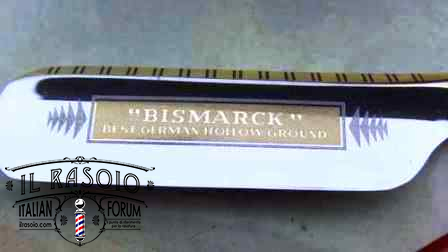 "BISMARCK"
BEST GERMAN HOLLOW GROUND
IL RASOIO
ITALIAN FORUM
ilrasoio.com